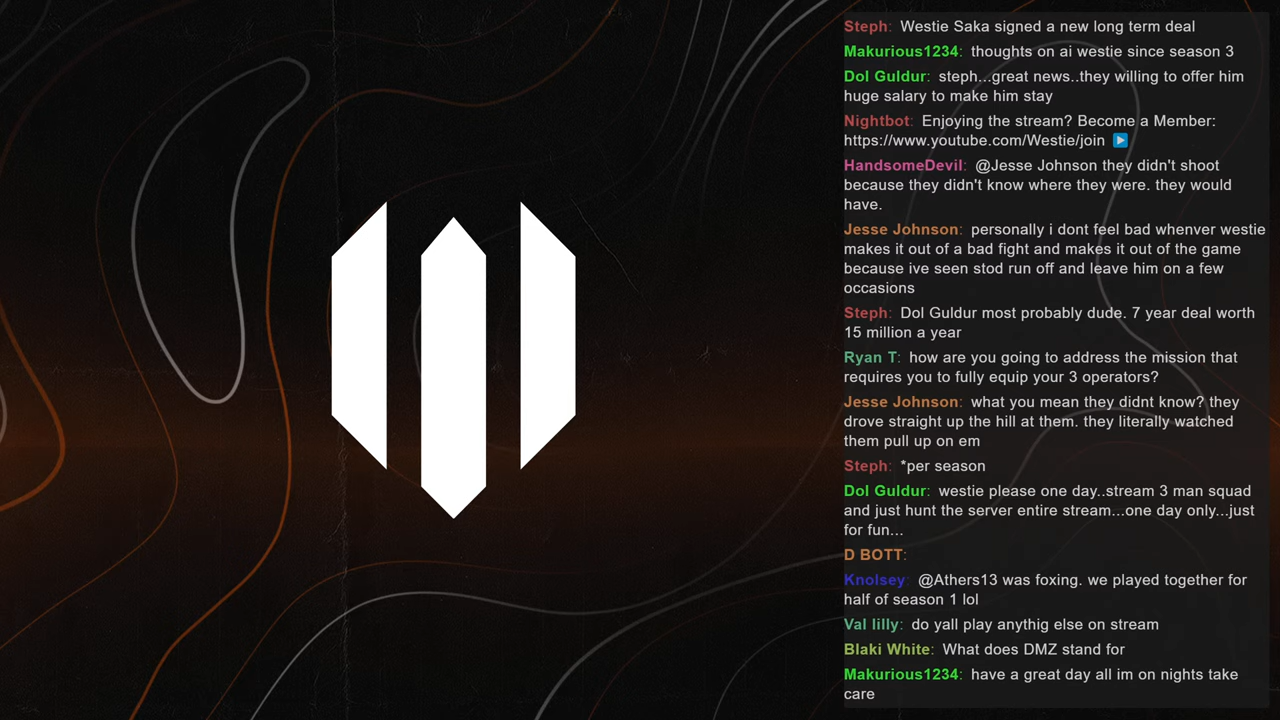 Steph: Westie Saka signed a new long term deal
Makurious1234: thoughts on ai westie since season 3
Dol Guldur: steph...great news..they willing to offer him
huge salary to make him stay
Nightbot: Enjoying the stream? Become a Member:
https://www.youtube.com/Westie/join
HandsomeDevil: @Jesse Johnson they didn't shoot
because they didn't know where they were. they would
have.
Jesse Johnson: personally i dont feel bad whenver westie
makes it out of a bad fight and makes it out of the game
because ive seen stod run off and leave him on a few
occasions
Steph: Dol Guldur most probably dude. 7 year deal worth
15 million a year
Ryan T: how are you going to address the mission that
requires you to fully equip your 3 operators?
Jesse Johnson: what you mean they didnt know? they
drove straight up the hill at them. they literally watched
them pull up on em
Steph: *per season
Dol Guldur: westie please one day..stream 3 man squad
and just hunt the server entire stream...one day only...just
for fun...
D BOTT:
Knolsey: @Athers13 was foxing. we played together for
half of season 1 lol
Val lilly: do yall play anythig else on stream
Blaki White: What does DMZ stand for
Makurious1234: have a great day all im on nights take
care